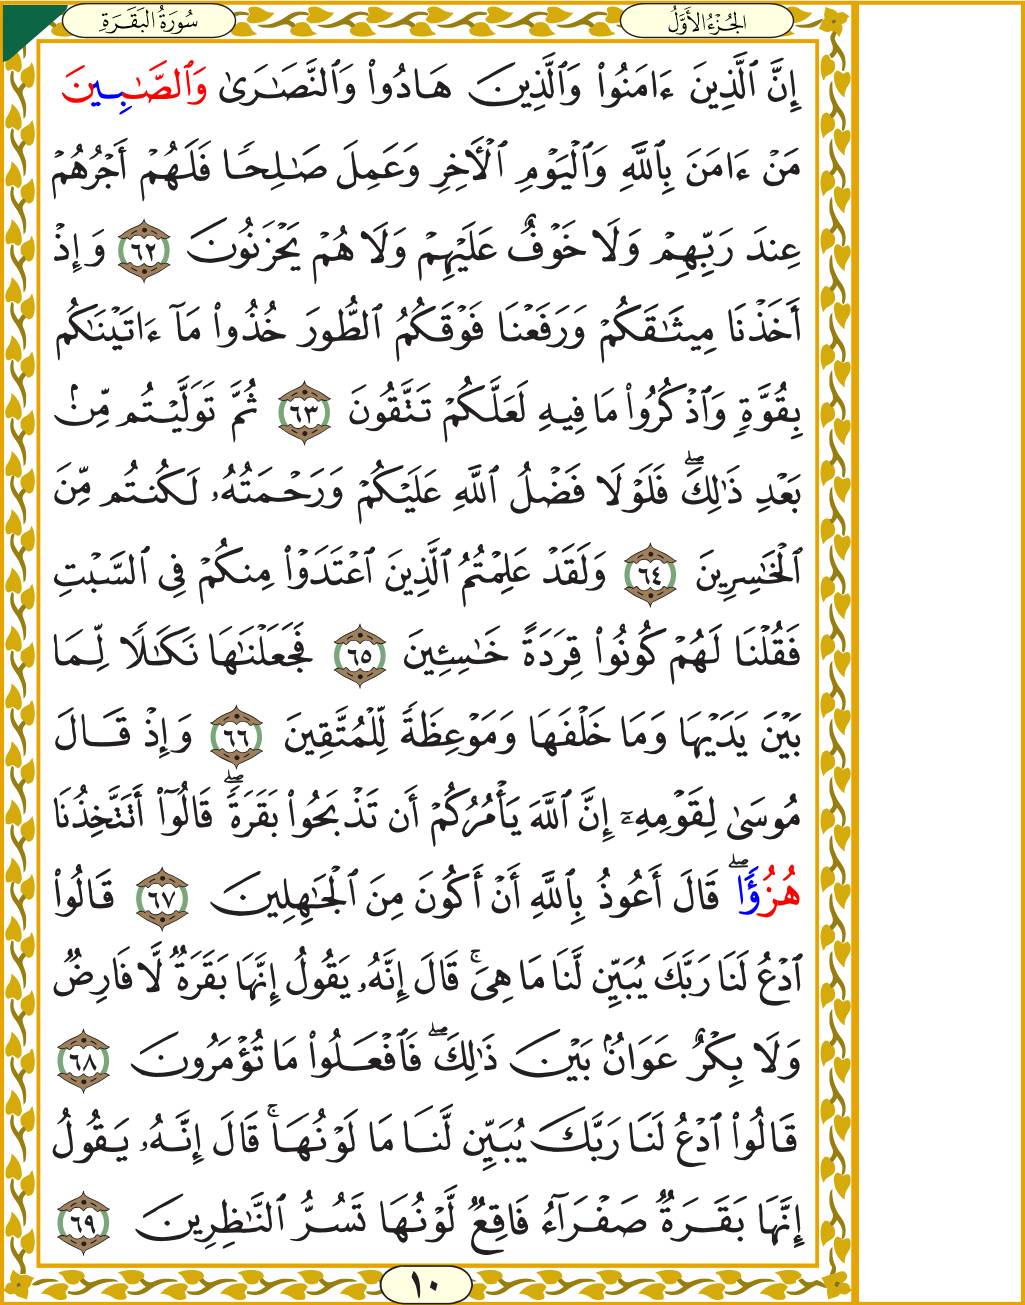 الجُزْءُ الأَوَّلُ
سُورَةُ البَقَرَةِ
إِنَّ ٱلَّذِينَ ءَامَنُواْ وَٱلَّذِينَ هَادُواْ وَٱلنَّصَٰرَىٰ وَٱلصَّٰبِـِٔينَ
مَنْ ءَامَنَ بِٱللَّهِ وَٱلْيَوْمِ ٱلْأٓخِرِ وَعَمِلَ صَٰلِحًا فَلَهُمْ أَجْرُهُمْ
عِندَ رَبِّهِمْ وَلَا خَوْفٌ عَلَيْهِمْ وَلَا هُمْ يَحْزَنُونَ ٦٢ وَإِذْ
أَخَذْنَا مِيثَٰقَكُمْ وَرَفَعْنَا فَوْقَكُمُ ٱلطُّورَ خُذُواْ مَآ ءَاتَيْنَٰكُم
بِقُوَّةٍ وَٱذْكُرُواْ مَا فِيهِ لَعَلَّكُمْ تَتَّقُونَ ٦٣ ثُمَّ تَوَلَّيْتُم مِّنۢ
بَعْدِ ذَٰلِكَۖ فَلَوْلَا فَضْلُ ٱللَّهِ عَلَيْكُمْ وَرَحْمَتُهُۥ لَكُنتُم مِّنَ
ٱلْخَٰسِرِينَ ٦٤ وَلَقَدْ عَلِمْتُمُ ٱلَّذِينَ ٱعْتَدَوْاْ مِنكُمْ فِي ٱلسَّبْتِ
فَقُلْنَا لَهُمْ كُونُواْ قِرَدَةً خَٰسِـِٔينَ ٦٥ فَجَعَلْنَٰهَا نَكَٰلًا لِّمَا
بَيْنَ يَدَيْهَا وَمَا خَلْفَهَا وَمَوْعِظَةً لِّلْمُتَّقِينَ ٦٦ وَإِذْ قَالَ
مُوسَىٰ لِقَوْمِهِۦٓ إِنَّ ٱللَّهَ يَأْمُرُكُمْ أَن تَذْبَحُواْ بَقَرَةًۖ قَالُوٓاْ أَتَتَّخِذُنَا
هُزُؤًاۖ قَالَ أَعُوذُ بِٱللَّهِ أَنْ أَكُونَ مِنَ ٱلْجَٰهِلِينَ ٦٧ قَالُواْ
ٱدْعُ لَنَا رَبَّكَ يُبَيِّن لَّنَا مَا هِيَۚ قَالَ إِنَّهُۥ يَقُولُ إِنَّهَا بَقَرَةٌ لَّا فَارِضٌ
وَلَا بِكْرٌ عَوَانٌۢ بَيْنَ ذَٰلِكَۖ فَٱفْعَلُواْ مَا تُؤْمَرُونَ ٦٨
قَالُواْ ٱدْعُ لَنَا رَبَّكَ يُبَيِّن لَّنَا مَا لَوْنُهَاۚ قَالَ إِنَّهُۥ يَقُولُ
إِنَّهَا بَقَرَةٌ صَفْرَآءُ فَاقِعٌ لَّوْنُهَا تَسُرُّ ٱلنَّٰظِرِينَ ٦٩
١٠